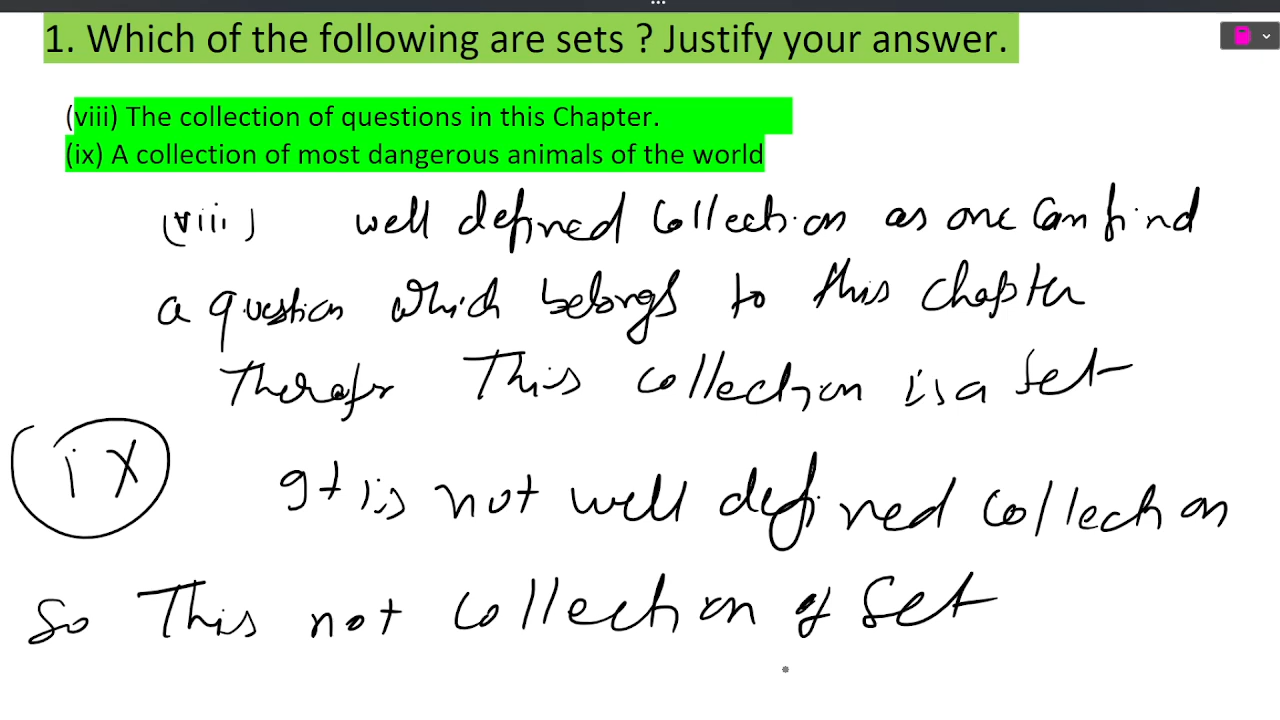 1. Which of the following are sets ? Justify your answer.
(viii) The collection of questions in this Chapter.
(ix) A collection of most dangerous animals of the world
(viii) well defined collection as one can find
a question which belongs to this chapter
Therefor This collection is a set
(ix) It is not well defined collection
So This not collection of set